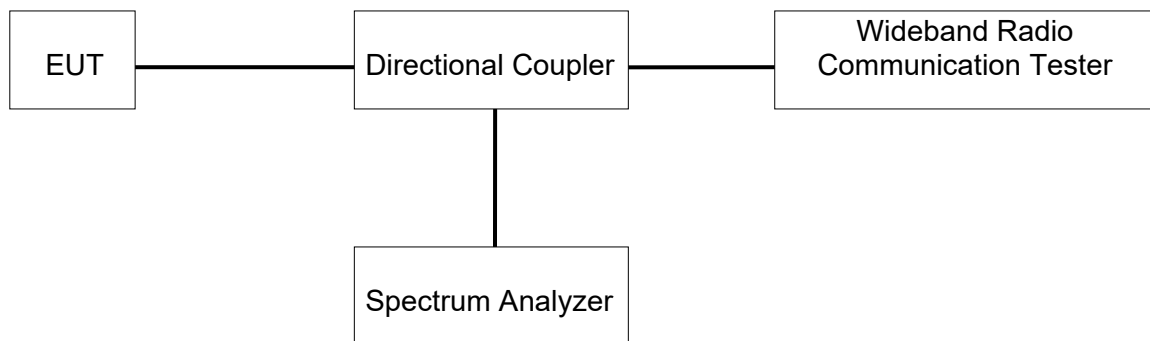 EUT
Directional Coupler
Wideband Radio
Communication Tester
Spectrum Analyzer